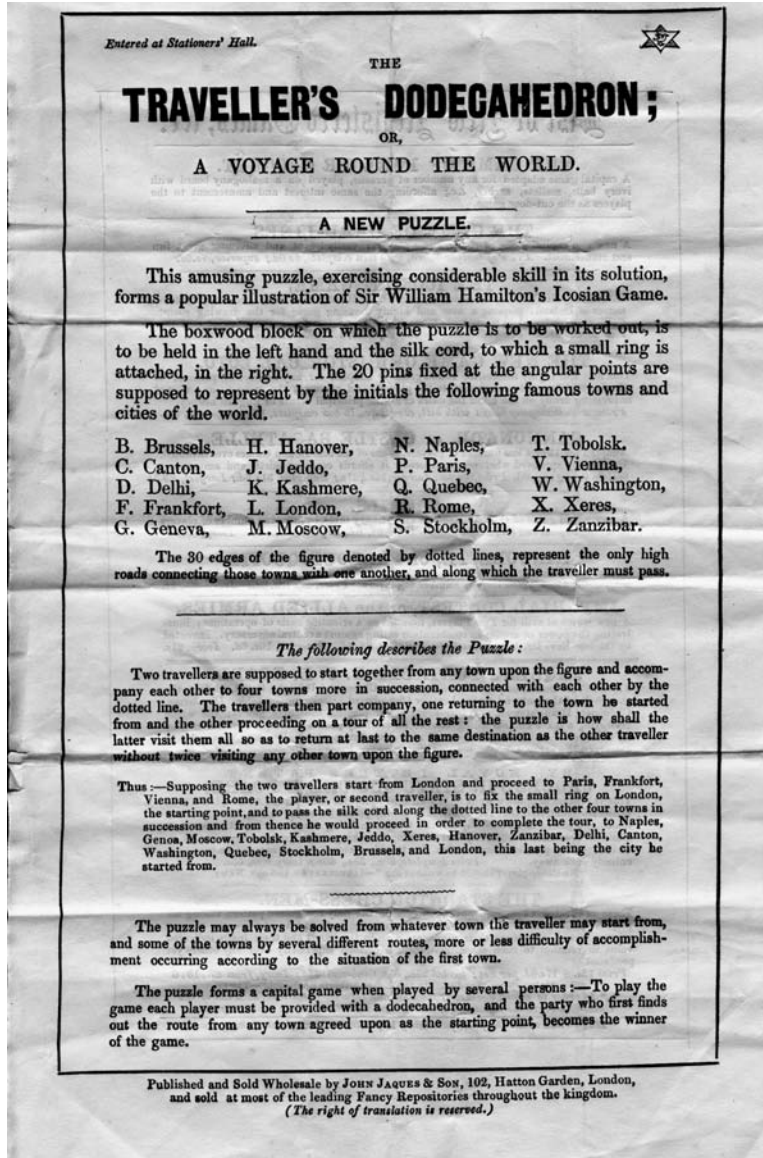 Entered at Stationers' Hall.
THE
TRAVELLER'S DODECAHEDRON;
OR,
A VOYAGE ROUND THE WORLD.
A NEW PUZZLE.
This amusing puzzle, exercising considerable skill in its solution,
forms a popular illustration of Sir William Hamilton's Icosian Game.
The boxwood block on which the puzzle is to be worked out, is
to be held in the left hand and the silk cord, to which a small ring is
attached, in the right. The 20 pins fixed at the angular points are
supposed to represent by the initials the following famous towns and
cities of the world.
B. Brussels, H. Hanover, N. Naples, T. Tobolsk.
C. Canton, J. Jeddo, P. Paris, V. Vienna,
D. Delhi, K. Kashmere, Q. Quebec, W. Washington,
F. Frankfort, L. London, R. Rome, X. Xeres,
G. Geneva, M. Moscow, S. Stockholm, Z. Zanzibar.
The 30 edges of the figure denoted by dotted lines, represent the only high
roads connecting those towns with one another, and along which the traveller must pass.
The following describes the Puzzle:
Two travellers are supposed to start together from any town upon the figure and accom-
pany each other to four towns more in succession, connected with each other by the
dotted line. The travellers then part company, one returning to the town he started
from and the other proceeding on a tour of all the rest: the puzzle is how shall the
latter visit them all so as to return at last to the same destination as the other traveller
without twice visiting any other town upon the figure.
Thus:—Supposing the two travellers start from London and proceed to Paris, Frankfort,
Vienna, and Rome, the player, or second traveller, is to fix the small ring on London,
the starting point, and to pass the silk cord along the dotted line to the other four towns in
succession and from thence he would proceed in order to complete the tour, to Naples,
Genoa, Moscow, Tobolsk, Kashmere, Jeddo, Xeres, Hanover, Zanzibar, Delhi, Canton,
Washington, Quebec, Stockholm, Brussels, and London, this last being the city he
started from.
The puzzle may always be solved from whatever town the traveller may start from,
and some of the towns by several different routes, more or less difficulty of accomplish-
ment occurring according to the situation of the first town.
The puzzle forms a capital game when played by several persons:—To play the
game each player must be provided with a dodecahedron, and the party who first finds
out the route from any town agreed upon as the starting point, becomes the winner
of the game.
Published and Sold Wholesale by JOHN JAQUES & SON, 102, Hatton Garden, London,
and sold at most of the leading Fancy Repositories throughout the kingdom.
(The right of translation is reserved.)